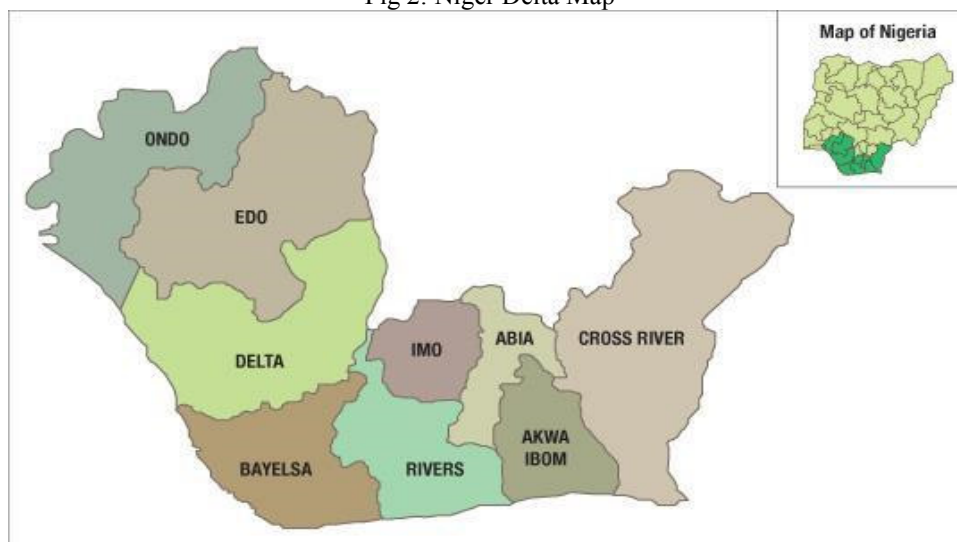 Fig 2: Niger Delta Map
Map of Nigeria
ONDO
EDO
DELTA
IMO
ABIA
CROSS RIVER
AKWA
IBOM
BAYELSA
RIVERS